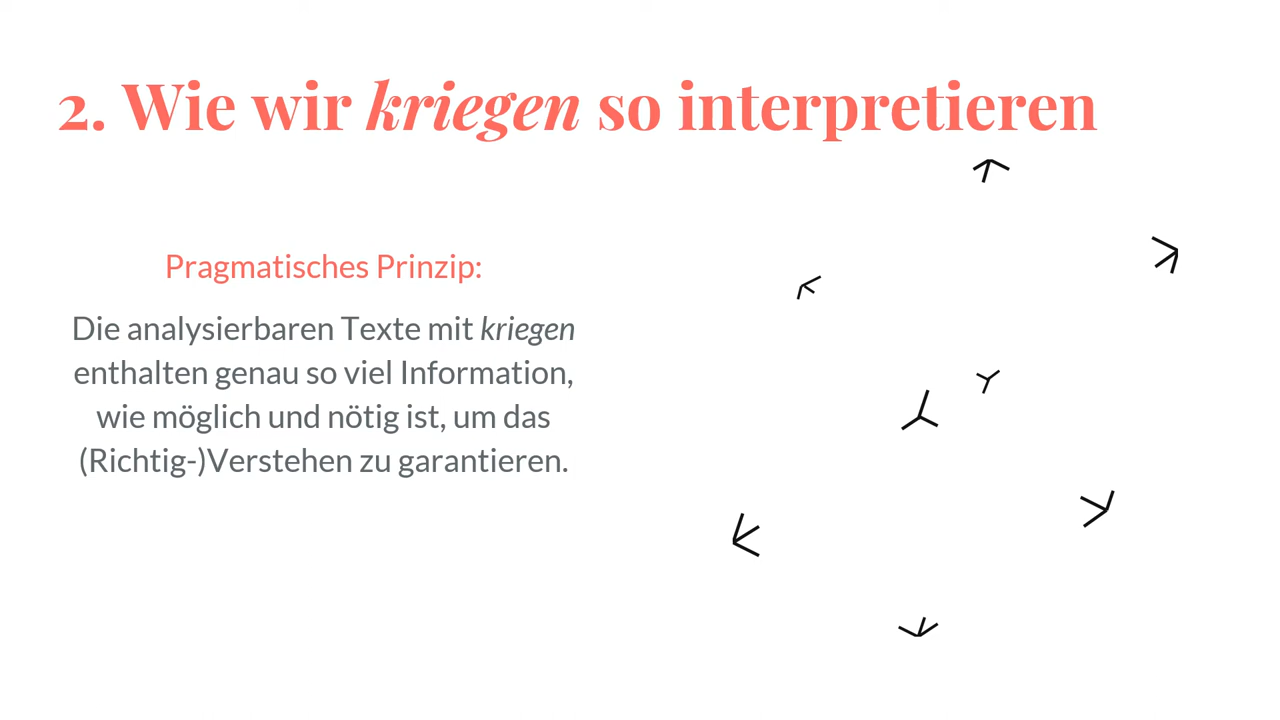 2. Wie wir kriegen so interpretieren
Pragmatisches Prinzip:
Die analysierbaren Texte mit kriegen
enthalten genau so viel Information,
wie möglich und nötig ist, um das
(Richtig-)Verstehen zu garantieren.